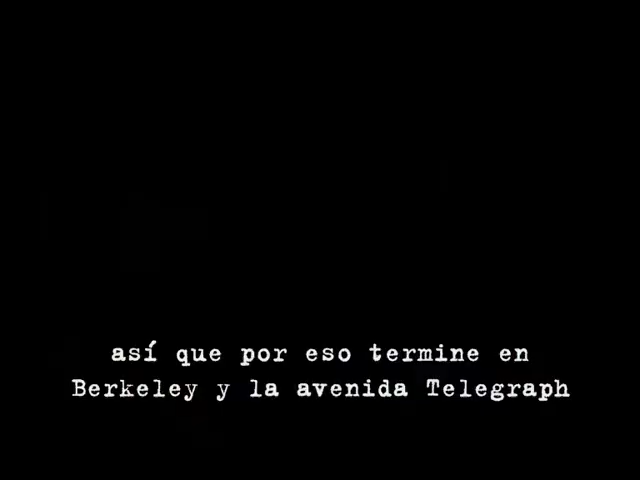 así que por eso termine en
Berkeley y la avenida Telegraph